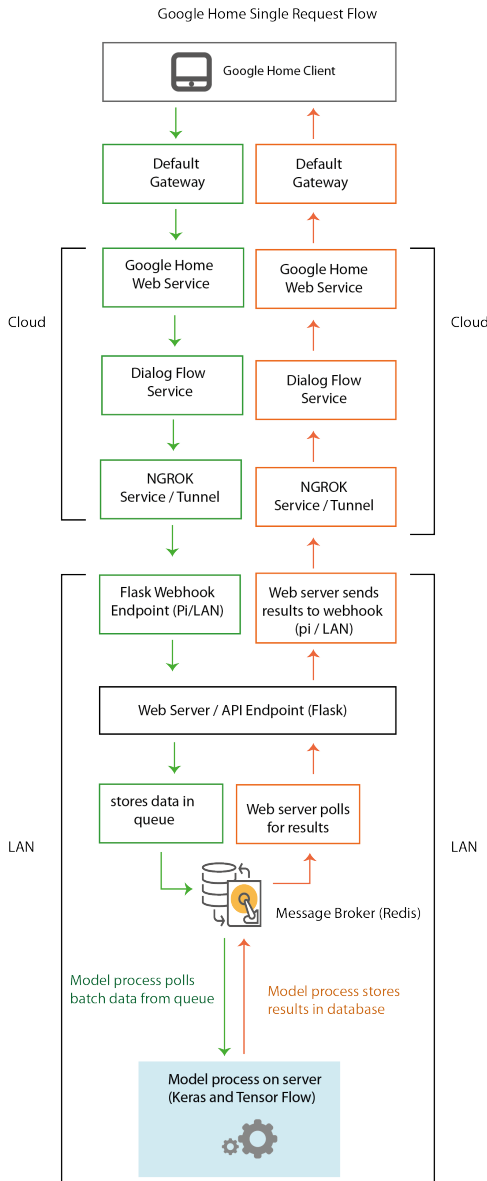 Google Home Single Request Flow
Google Home Client
Default
Gateway
Default
Gateway
Cloud
Google Home
Web Service
Google Home
Web Service
Cloud
Dialog Flow
Service
Dialog Flow
Service
NGROK
Service / Tunnel
NGROK
Service / Tunnel
Flask Webhook
Endpoint (Pi/LAN)
Web server sends
results to webhook
(pi / LAN)
Web Server / API Endpoint (Flask)
stores data in
queue
Web server polls
for results
LAN
LAN
Message Broker (Redis)
Model process polls
batch data from queue
Model process stores
results in database
Model process on server
(Keras and Tensor Flow)